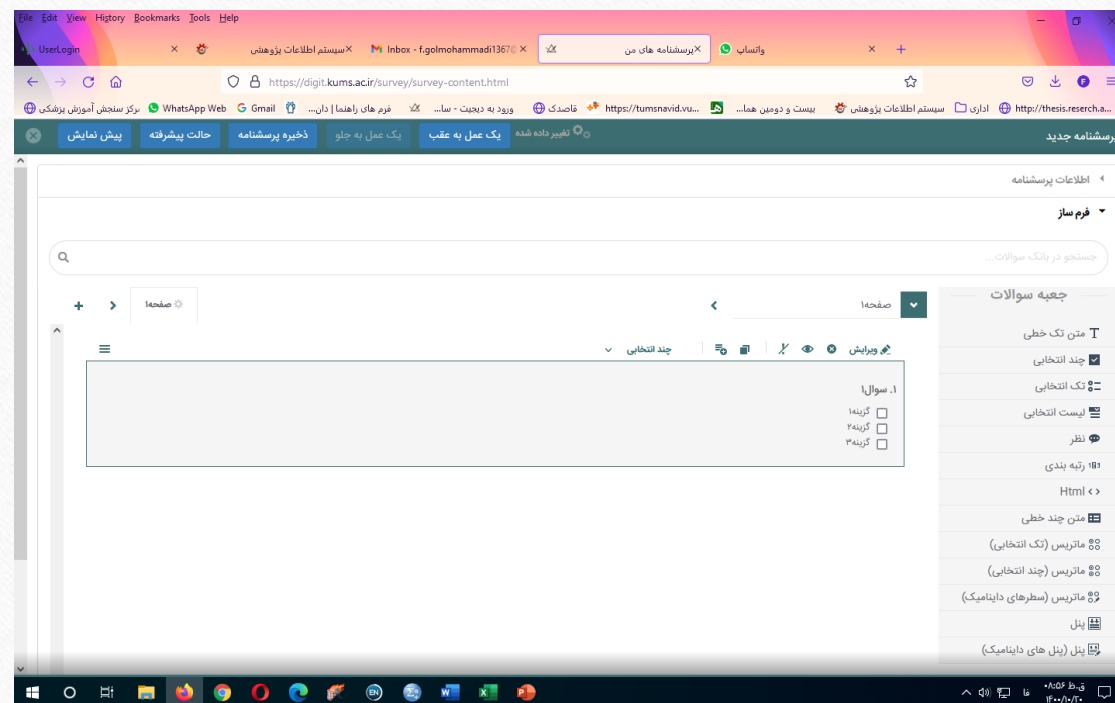 File Edit View History Bookmarks Tools Help
UserLogin
سیستم اطلاعات پژوهشی
Inbox - f.golmohammadi1367@
پرسشنامه های من
واتساپ
https://digit.kums.ac.ir/survey/survey-content.html
برکز سنجش آموزش پزشکی
WhatsApp Web
Gmail
فرم های راهنما | دان...
ورود به دیجیت - سا...
قاصدک
https://tumsnavid.vu...
بیست و دومین هما...
سیستم اطلاعات پژوهشی
اداری
http://thesis.reserch.a...
پرسشنامه جدید
تغییر داده شده
یک عمل به عقب
یک عمل به جلو
ذخیره پرسشنامه
حالت پیشرفته
پیش نمایش
اطلاعات پرسشنامه
فرم ساز
جستجو در بانک سوالات...
جعبه سوالات
متن تک خطی
چند انتخابی
تک انتخابی
لیست انتخابی
نظر
رتبه بندی
Html
متن چند خطی
ماتریس (تک انتخابی)
ماتریس (چند انتخابی)
ماتریس (سطرهای داینامیک)
پنل
پنل (پنل های داینامیک)
صفحه۱
صفحه۱
ویرایش
چند انتخابی
۱. سوال۱
گزینه۱
گزینه۲
گزینه۳
فا
ق.ظ ۰۸:۵۶
۱۴۰۰/۱۰/۲۰